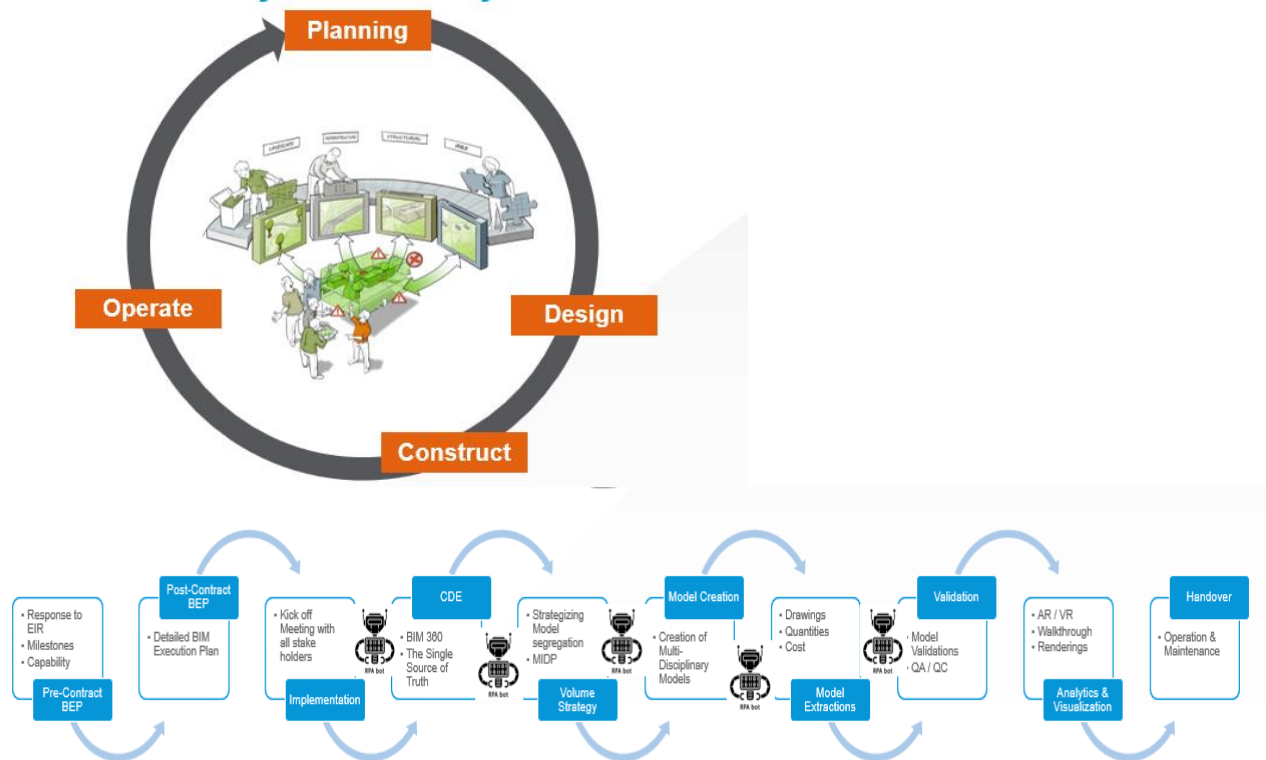 Planning
LANDSCAPE
INFRASTRUCTURE
STRUCTURAL
Operate
Design
Construct
Post-Contract
BEP
CDE
Model Creation
Validation
Handover
• Response to
EIR
• Milestones
• Capability
• Detailed BIM
Execution Plan
• Kick off
Meeting with
all stake
holders
RPA bot
• BIM 360
• The Single
Source of
Truth
RPA bot
• Strategizing
Model
segregation
• MIDP
RPA bot
• Creation of
Multi-
Disciplinary
Models
RPA bot
• Drawings
• Quantities
• Cost
RPA bot
• Model
Validations
• QA / QC
• AR / VR
• Walkthrough
• Renderings
• Operation &
Maintenance
Pre-Contract
BEP
Implementation
Volume
Strategy
Model
Extractions
Analytics &
Visualization